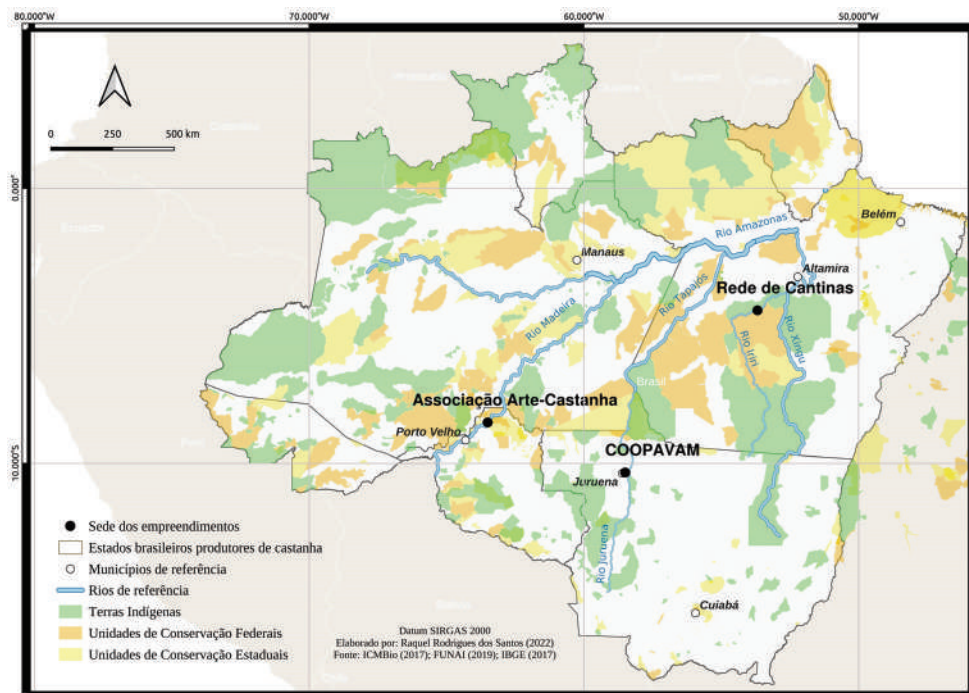 80.000°W 70.000°W 60.000°W 50.000°W
0 250 500 km
0.000°
Belém
Rio Amazonas
Manaus
Altamira
Rede de Cantinas
Rio Tapajós
Rio Madeira
Rio Iriri
Rio Xingu
Brasil
Associação Arte-Castanha
Porto Velho
COOPAVAM
10.000°S
Juruena
Rio Juruena
Cuiabá
Sede dos empreendimentos
Estados brasileiros produtores de castanha
Municípios de referência
Rios de referência
Terras Indígenas
Unidades de Conservação Federais
Unidades de Conservação Estaduais
Datum SIRGAS 2000
Elaborado por: Raquel Rodrigues dos Santos (2022)
Fonte: ICMBio (2017); FUNAI (2019); IBGE (2017)